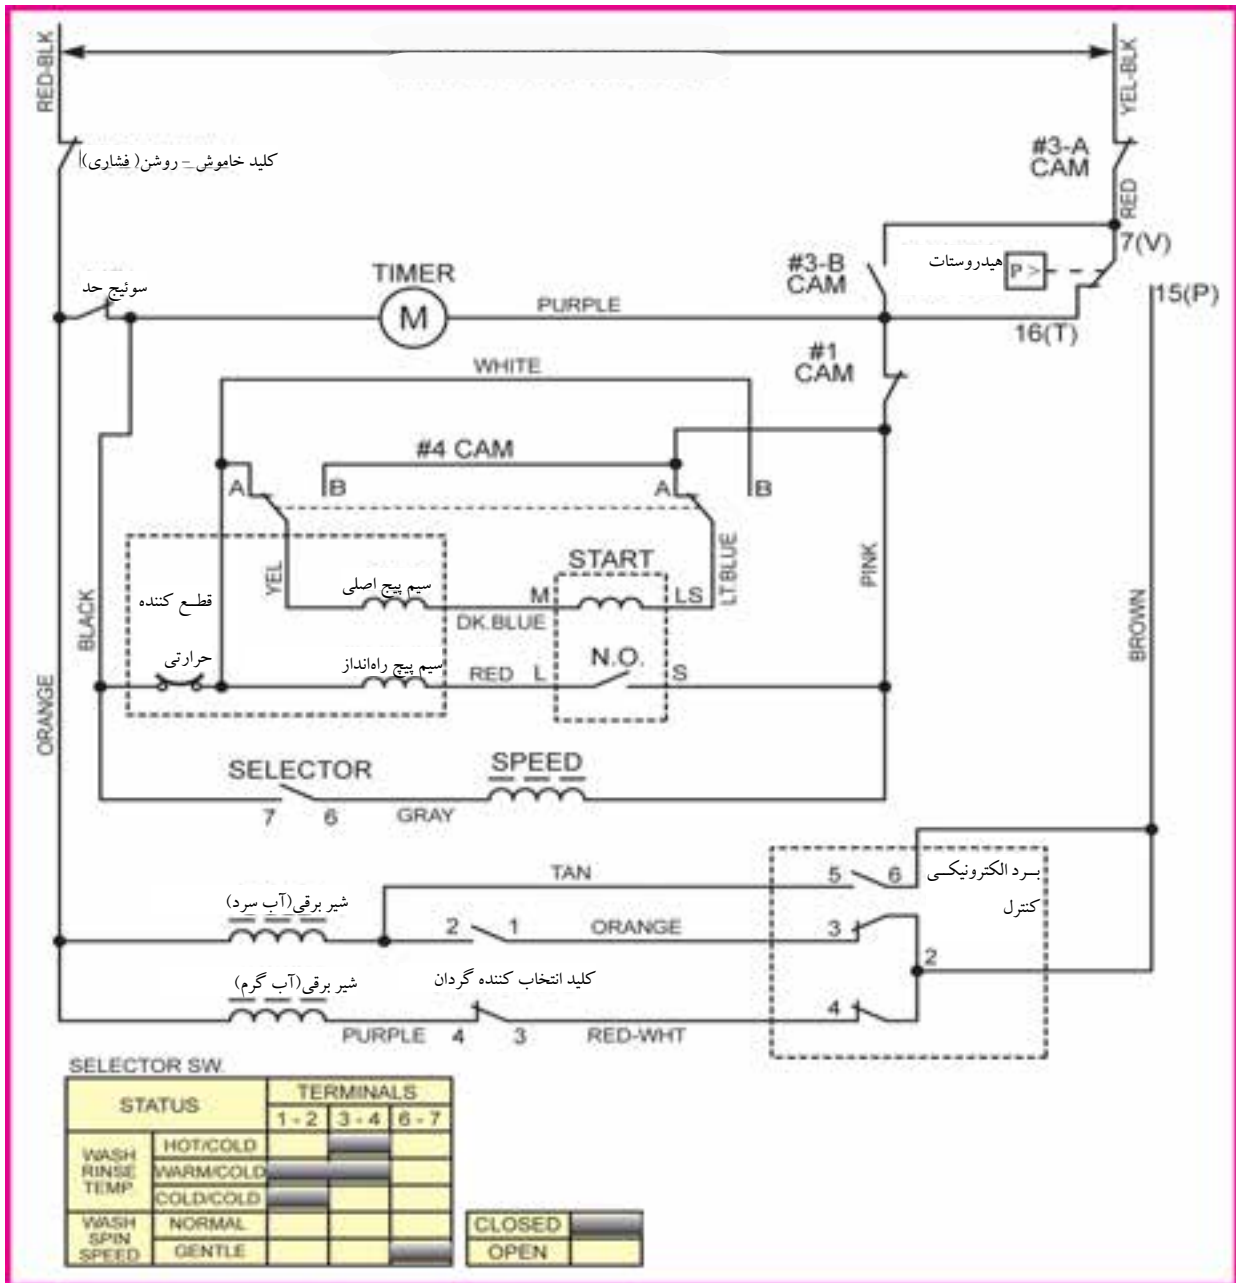 RED-BLK
YEL-BLK
کلید خاموش – روشن( فشاری)
#3-A
CAM
RED
7(V)
هیدروستات
P >
#3-B
CAM
سوئیج حد
TIMER
M
PURPLE
15(P)
16(T)
#1
CAM
WHITE
#4 CAM
A
B
A
B
YEL
LT.BLUE
PINK
START
قطـع کننده
حرارتی
سیم پیج اصلی
M
LS
DK.BLUE
BLACK
BROWN
سیم پیچ راه‌انداز
RED
L
N.O.
S
ORANGE
SELECTOR
SPEED
7
6
GRAY
TAN
5
6
بــرد الکترونیکــی
کنترل
شیر برقی(آب سرد)
2
1
ORANGE
3
2
شیر برقی(آب گرم)
کلید انتخاب کننده گردان
4
PURPLE
4
3
RED-WHT
SELECTOR SW.
STATUS
TERMINALS
1 - 2
3 - 4
6 - 7
WASH
RINSE
TEMP.
HOT/COLD
WARM/COLD
COLD/COLD
WASH
SPIN
SPEED
NORMAL
GENTLE
CLOSED
OPEN